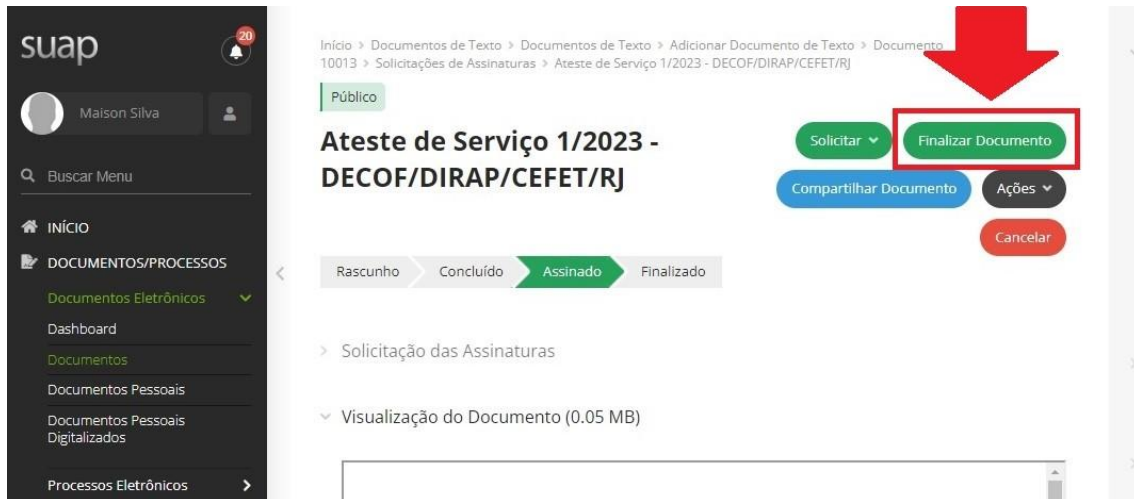 suap
20
Maison Silva
Buscar Menu
INÍCIO
DOCUMENTOS/PROCESSOS
Documentos Eletrônicos
Dashboard
Documentos
Documentos Pessoais
Documentos Pessoais
Digitalizados
Processos Eletrônicos
Início > Documentos de Texto > Documentos de Texto > Adicionar Documento de Texto > Documento
10013 > Solicitações de Assinaturas > Ateste de Serviço 1/2023 - DECOF/DIRAP/CEFET/RJ
Público
Ateste de Serviço 1/2023 -
DECOF/DIRAP/CEFET/RJ
Solicitar
Finalizar Documento
Compartilhar Documento
Ações
Cancelar
Rascunho Concluído Assinado Finalizado
Solicitação das Assinaturas
Visualização do Documento (0.05 MB)